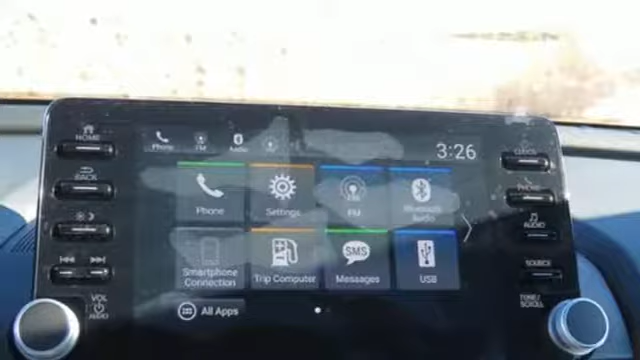 HOME
BACK
VOL
AUDIO
Phone FM Audio
3:26
Phone Settings FM Bluetooth Audio
Smartphone Connection Trip Computer SMS Messages USB
All Apps
PHONE
AUDIO
SOURCE
TUNE/
SCROLL